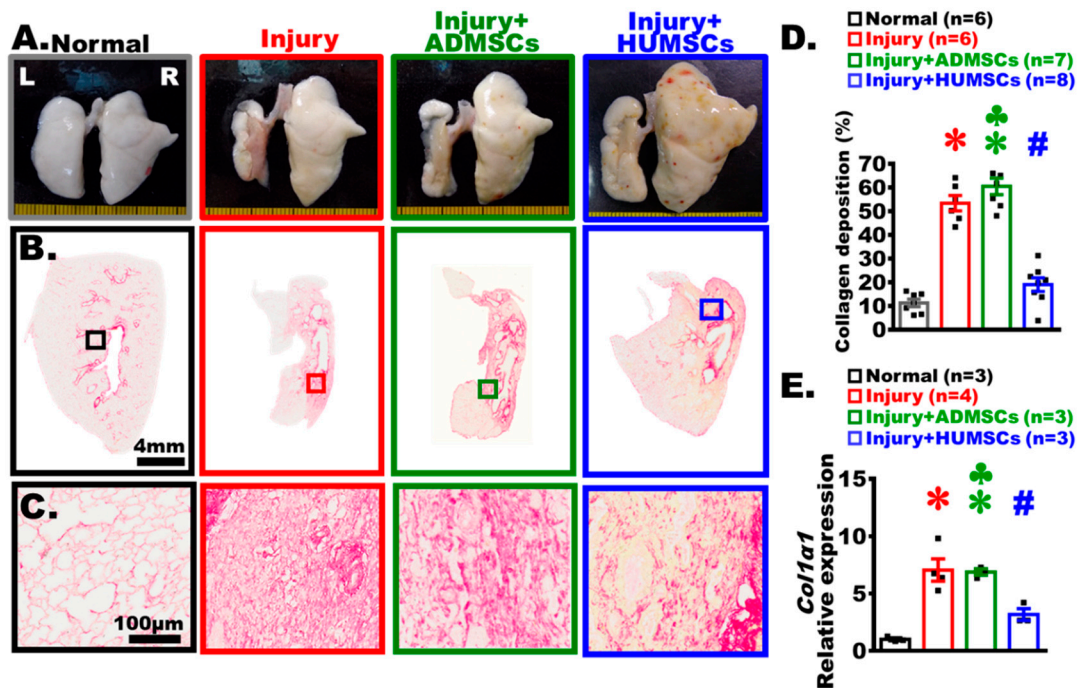 A.
Normal
Injury
Injury+
ADMSCs
Injury+
HUMSCs
L
R
B.
4mm
C.
100μm
D.
Normal (n=6)
Injury (n=6)
Injury+ADMSCs (n=7)
Injury+HUMSCs (n=8)
♣
*
*
#
Collagen deposition (%)
70
60
50
40
30
20
10
0
E.
Normal (n=3)
Injury (n=4)
Injury+ADMSCs (n=3)
Injury+HUMSCs (n=3)
♣
*
*
#
Col1α1
Relative expression
15
10
5
0